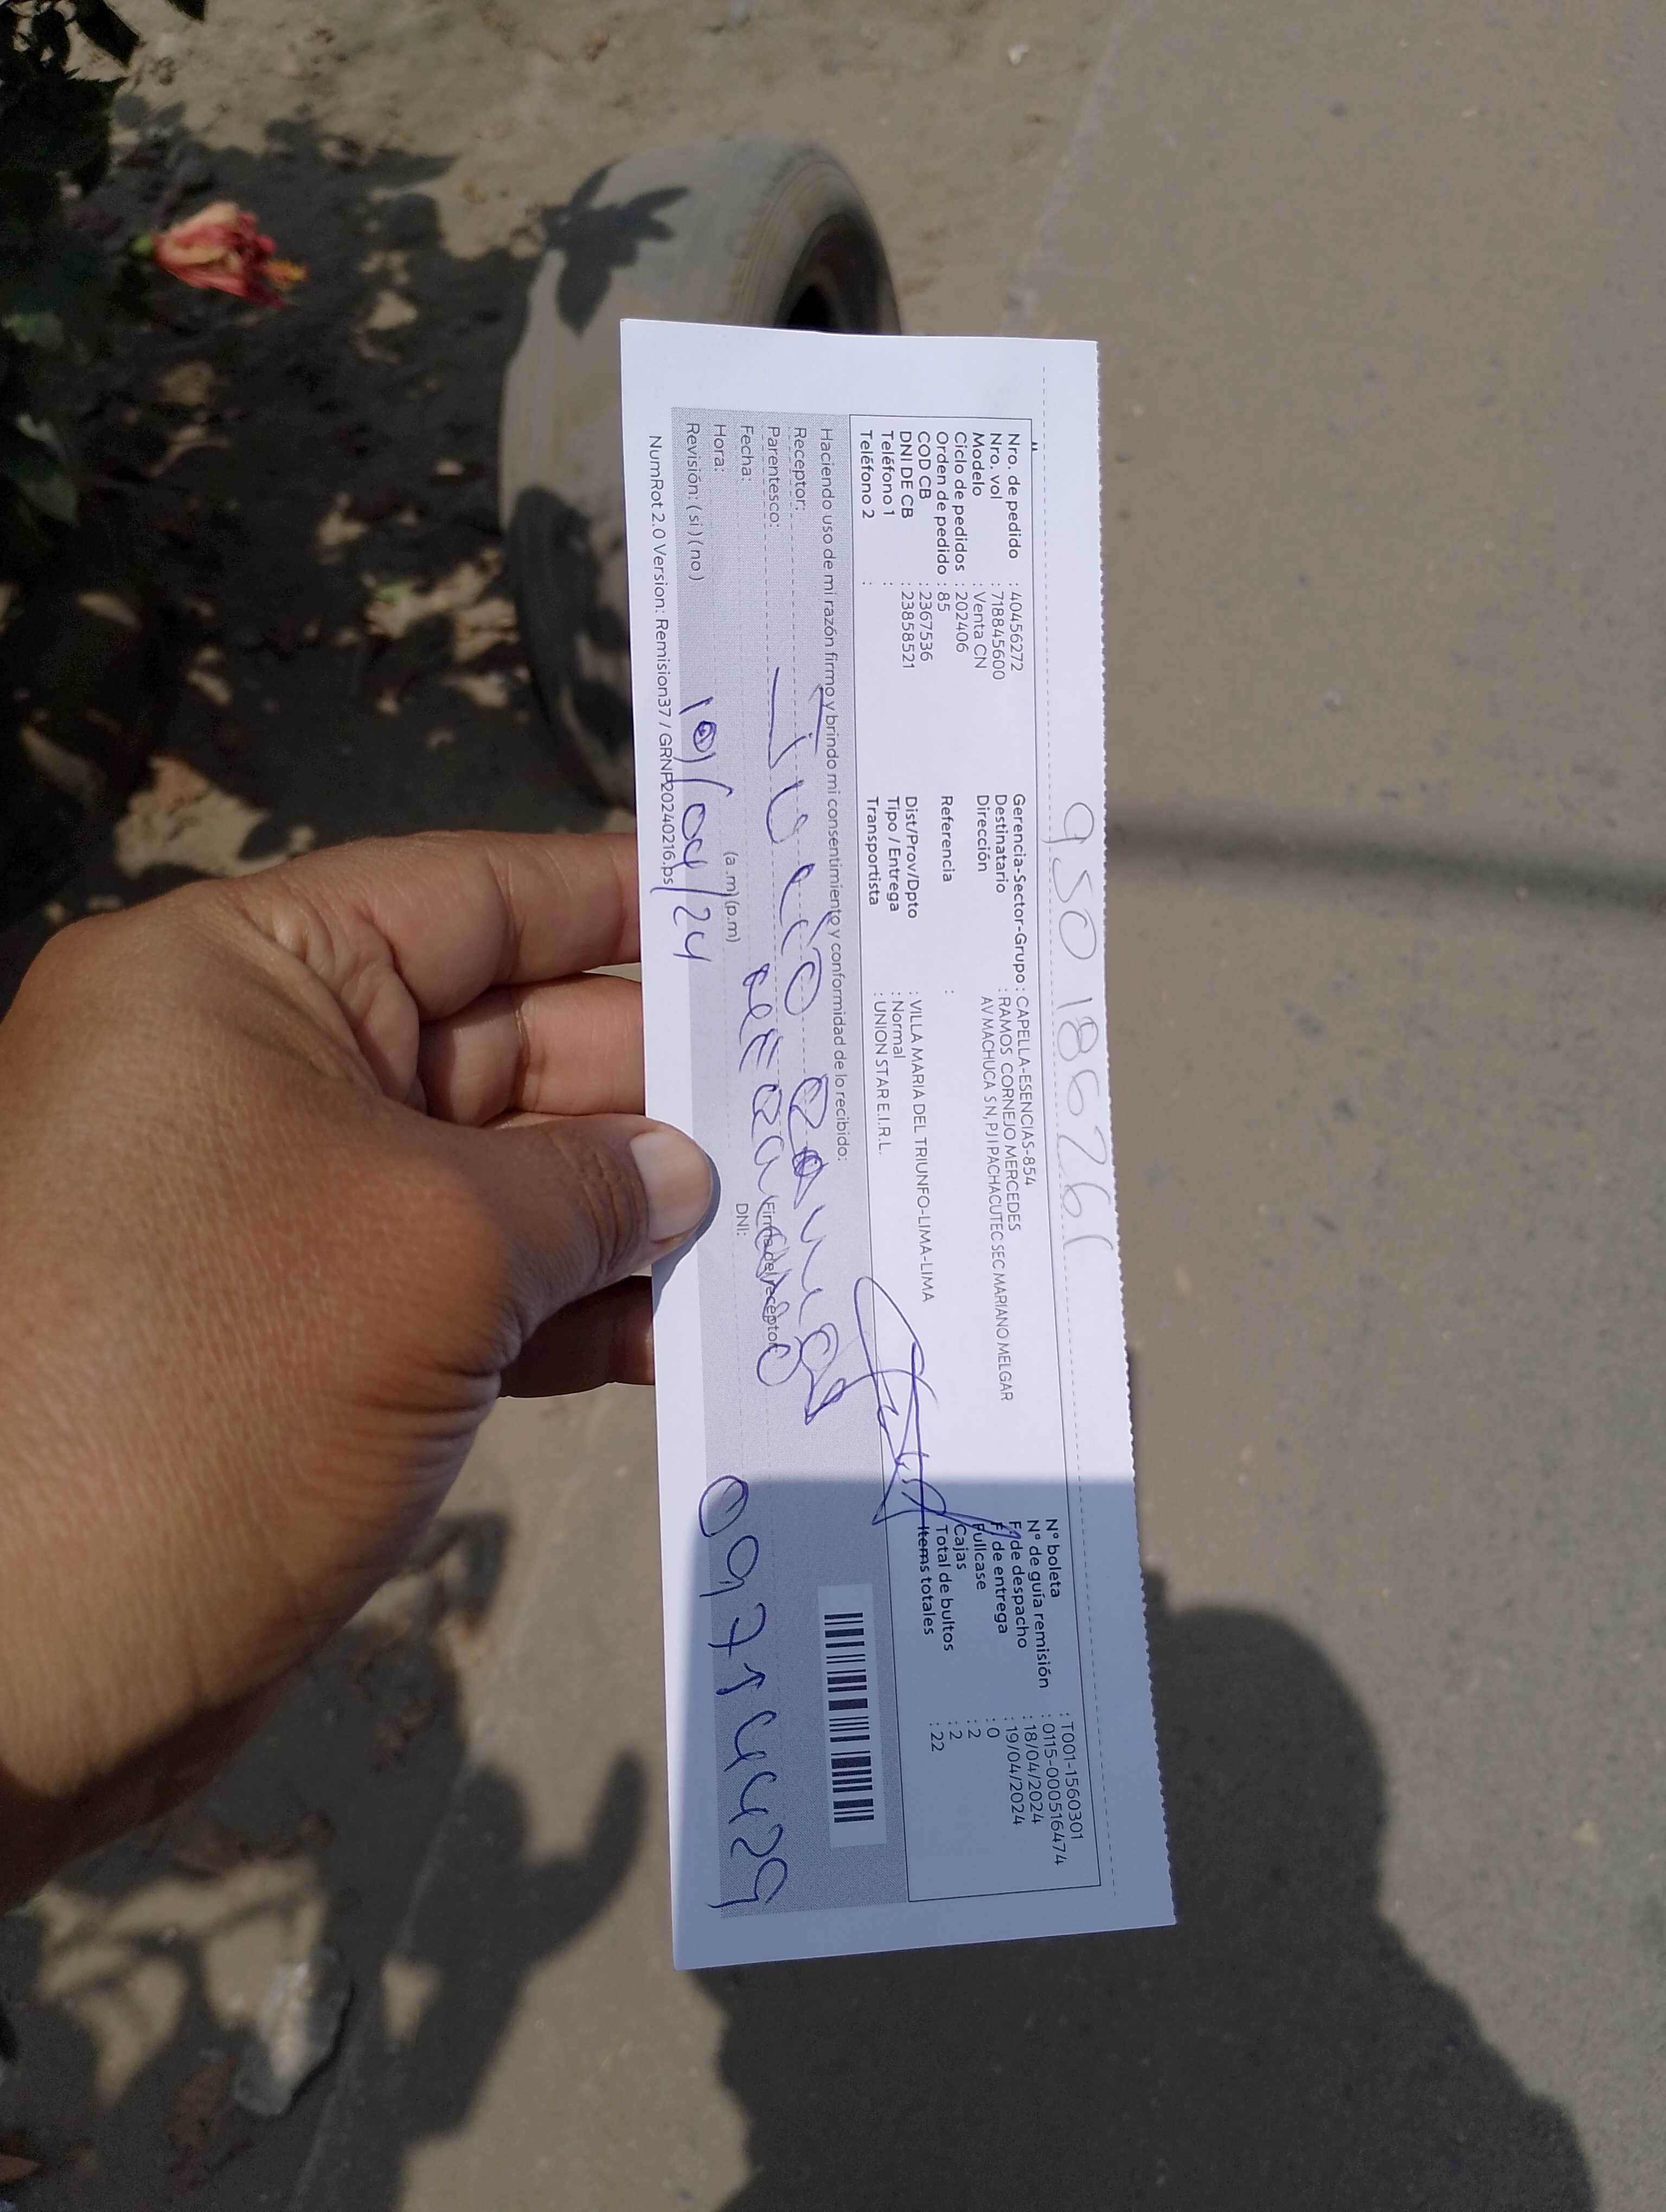 950186761
Nro. de pedido : 40456272
Nro. vol : 718845600
Modelo : Venta CN
Ciclo de pedidos : 202406
Orden de pedido : 85
COD CB : 2367536
DNI DE CB : 23858521
Teléfono 1 :
Teléfono 2 :
Gerencia-Sector-Grupo : CAPELLA-ESENCIAS-854
Destinatario : RAMOS CORNEJO MERCEDES
Dirección AV MACHUCA S N, PJ I PACHACUTEC SEC MARIANO MELGAR
Referencia :
Dist/Prov/Dpto : VILLA MARIA DEL TRIUNFO-LIMA-LIMA
Tipo / Entrega : Normal
Transportista : UNION STAR E.I.R.L.
N° boleta : T001-1560301
N° de guía remisión : 0115-000516474
F. de despacho : 18/04/2024
F. de entrega : 19/04/2024
Fullcase : 0
Cajas : 2
Total de bultos : 2
Items totales : 22
Haciendo uso de mi razón firmo y brindo mi consentimiento y conformidad de lo recibido:
Receptor:
Parentesco:
Firma del receptor
Fecha:
DNI:
Hora: (a.m) (p.m)
Revisión: (si) (no)
19/04/24
09714429
NumRot 2.0 Version: Remision37 / GRNP20240216.ps